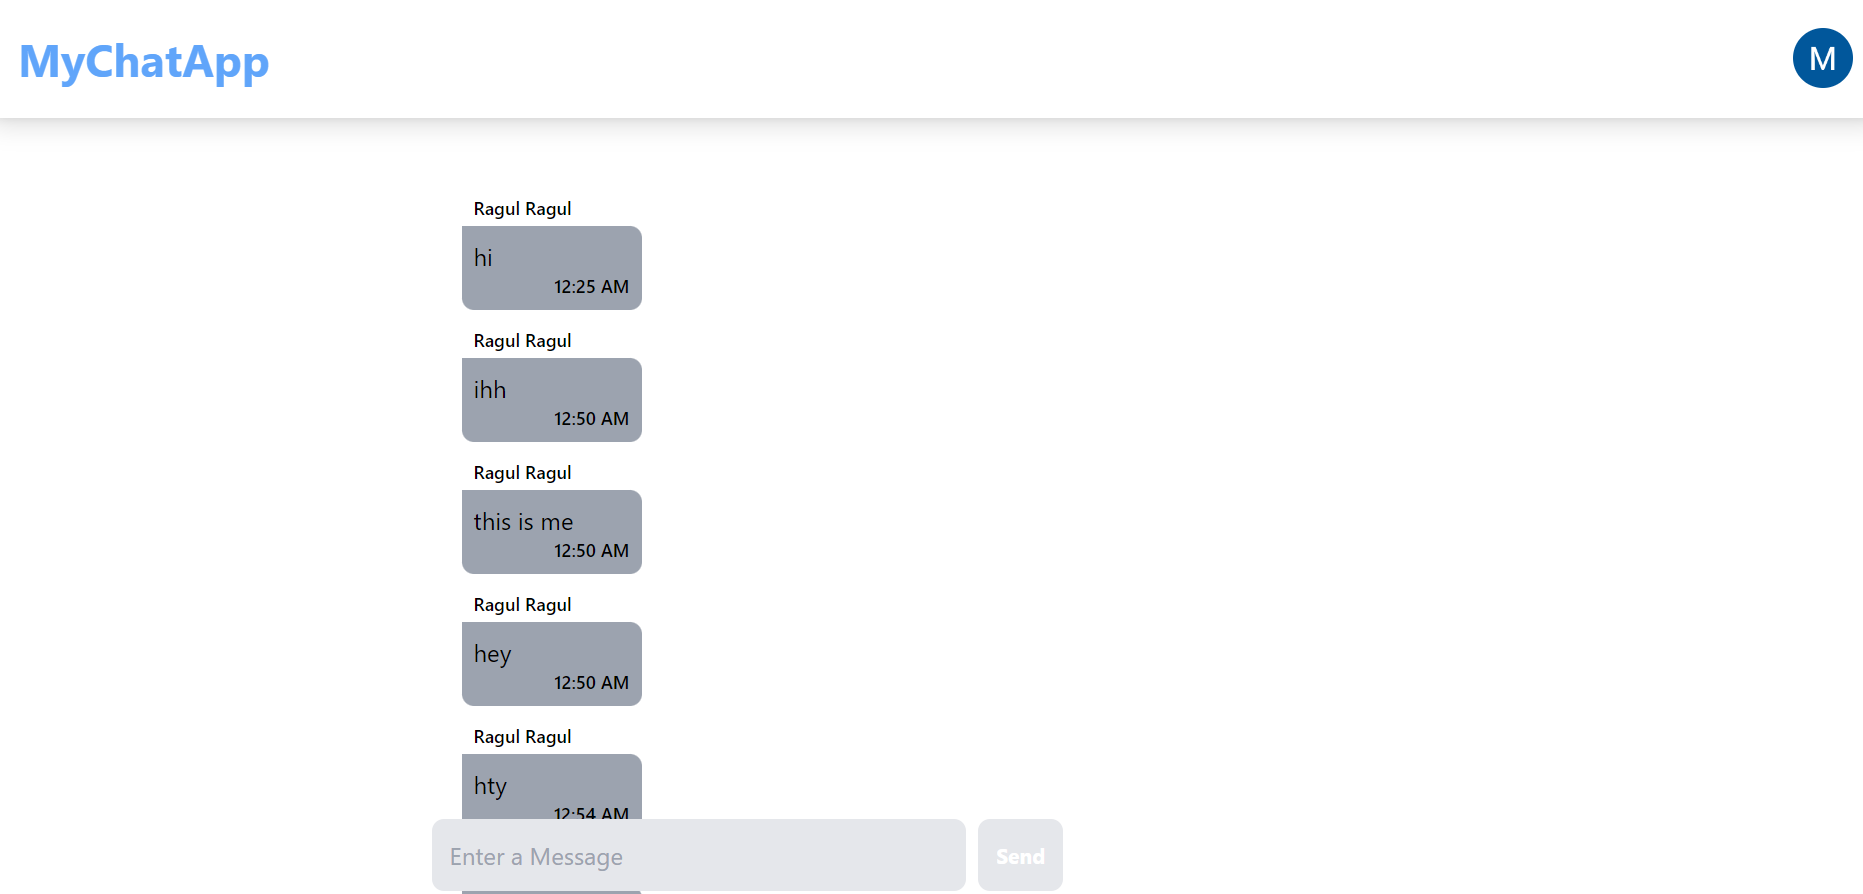 MyChatApp
M
Ragul Ragul
hi
12:25 AM
Ragul Ragul
ihh
12:50 AM
Ragul Ragul
this is me
12:50 AM
Ragul Ragul
hey
12:50 AM
Ragul Ragul
hty
12:54 AM
Enter a Message
Send